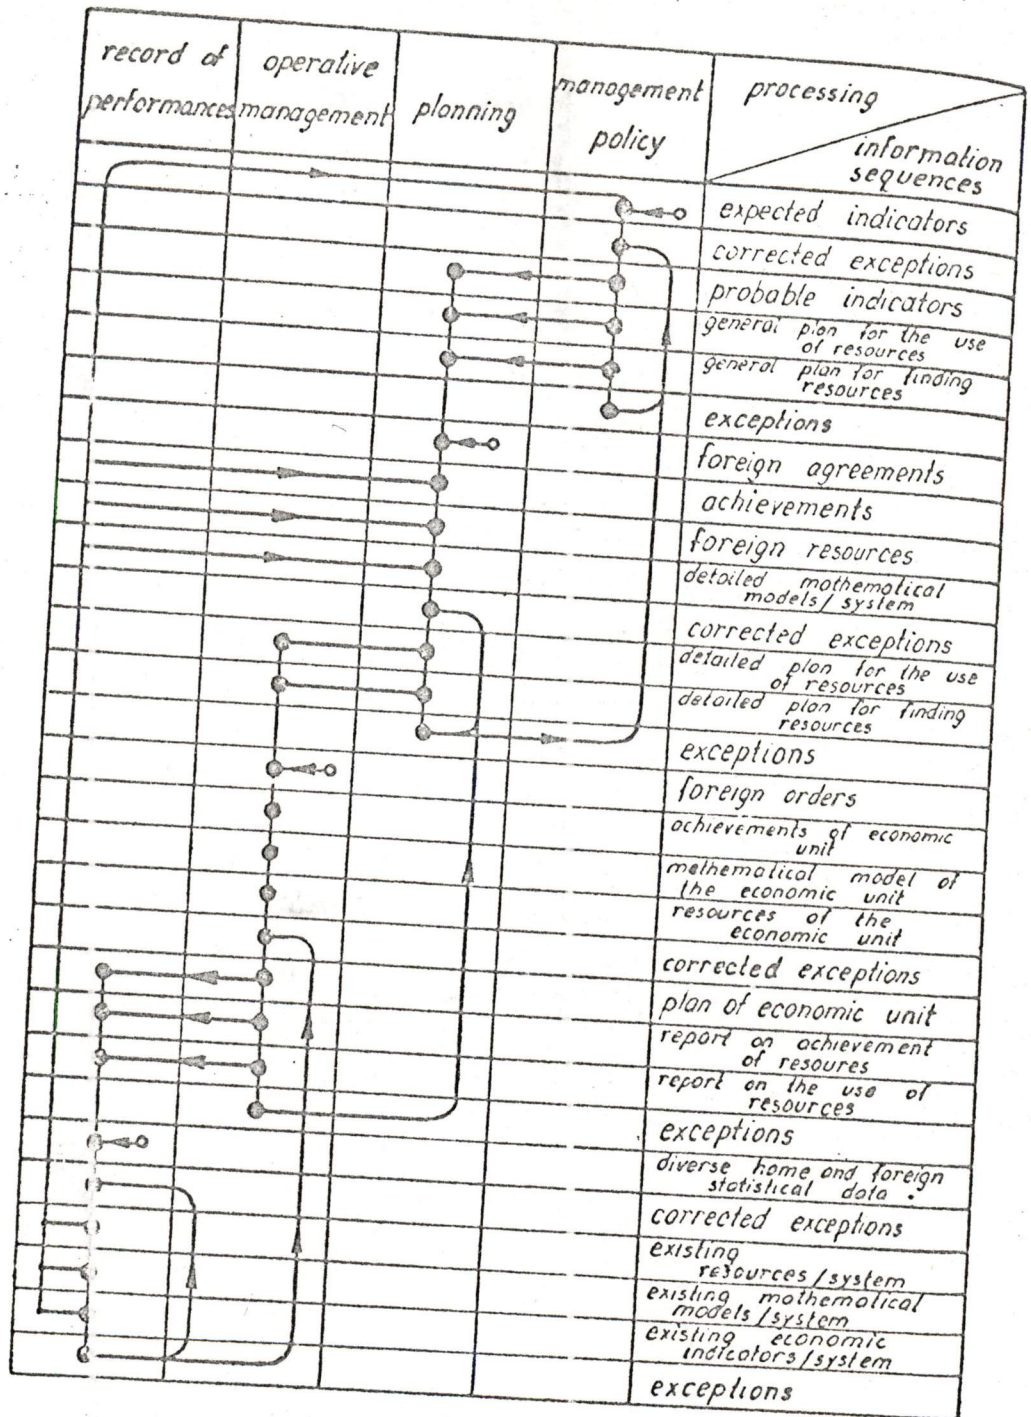 record of
performances
operative
management
planning
management
policy
processing
information
sequences
expected indicators
corrected exceptions
probable indicators
general plan for the use
of resources
general plan for finding
resources
exceptions
foreign agreements
achievements
foreign resources
detailed mathematical
models/system
corrected exceptions
detailed plan for the use
of resources
detailed plan for finding
resources
exceptions
foreign orders
achievements of economic
unit
mathematical model of
the economic unit
resources of the
economic unit
corrected exceptions
plan of economic unit
report on achievement
of resoures
report on the use of
resources
exceptions
diverse home and foreign
statistical data.
corrected exceptions
existing
resources/system
existing mathematical
models/system
existing economic
indicators/system
exceptions